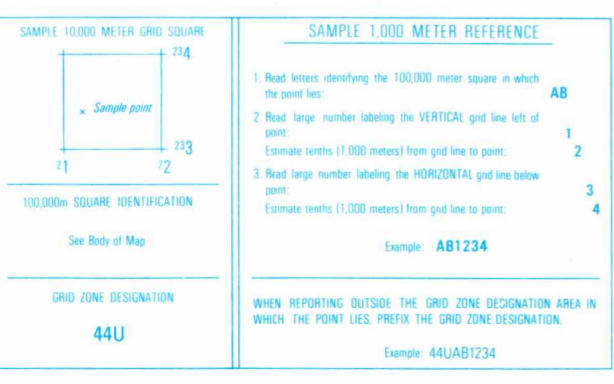 SAMPLE 10,000 METER GRID SQUARE
234
× Sample point
233
21
22
100,000m SQUARE IDENTIFICATION
See Body of Map
GRID ZONE DESIGNATION
44U
SAMPLE 1,000 METER REFERENCE
1. Read letters identifying the 100,000 meter square in which
the point lies: AB
2. Read large number labeling the VERTICAL grid line left of
point: 1
Estimate tenths (1,000 meters) from grid line to point: 2
3. Read large number labeling the HORIZONTAL grid line below
point: 3
Estimate tenths (1,000 meters) from grid line to point: 4
Example: AB1234
WHEN REPORTING OUTSIDE THE GRID ZONE DESIGNATION AREA IN
WHICH THE POINT LIES, PREFIX THE GRID ZONE DESIGNATION.
Example: 44UAB1234